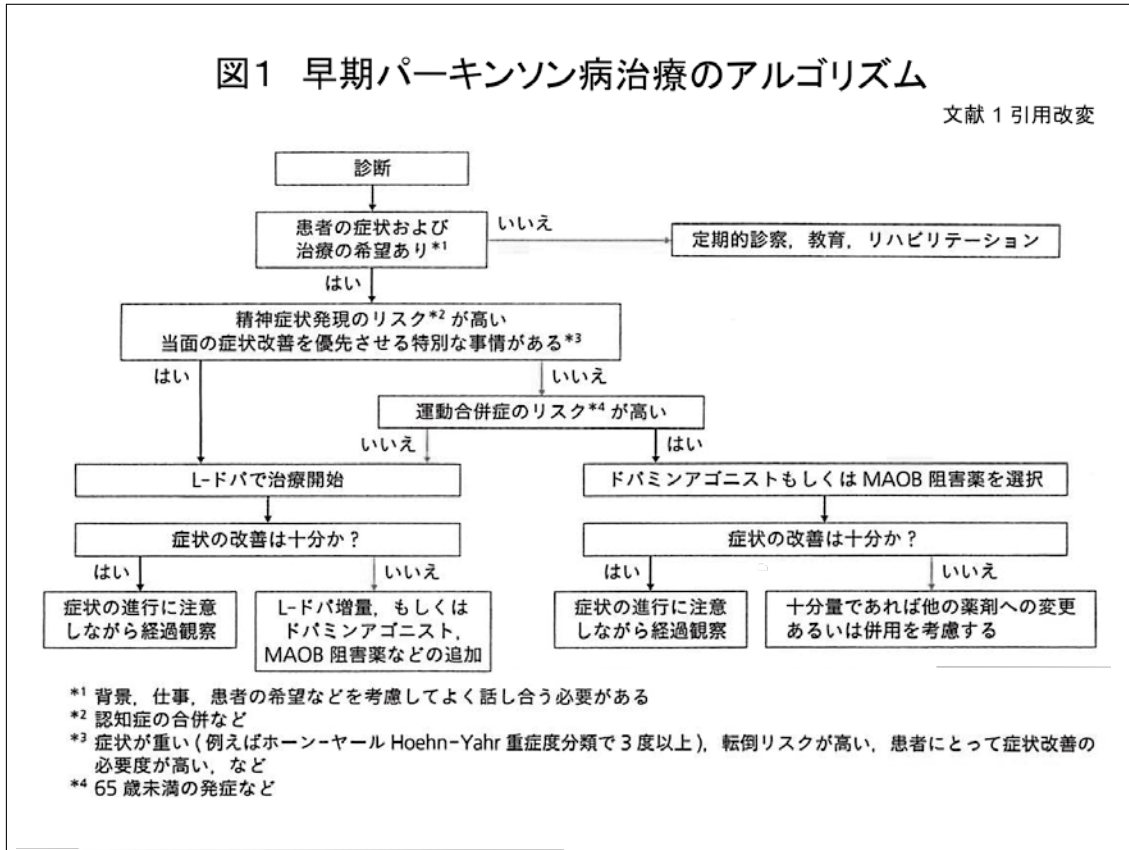 図1 早期パーキンソン病治療のアルゴリズム
文献 1 引用改変
診断
患者の症状および
治療の希望あり*1
いいえ
定期的診察，教育，リハビリテーション
はい
精神症状発現のリスク*2 が高い
当面の症状改善を優先させる特別な事情がある*3
はい
いいえ
運動合併症のリスク*4 が高い
いいえ
はい
L-ドパで治療開始
ドパミンアゴニストもしくは MAOB 阻害薬を選択
症状の改善は十分か？
症状の改善は十分か？
はい
いいえ
はい
いいえ
症状の進行に注意
しながら経過観察
L-ドパ増量，もしくは
ドパミンアゴニスト，
MAOB 阻害薬などの追加
症状の進行に注意
しながら経過観察
十分量であれば他の薬剤への変更
あるいは併用を考慮する
*1 背景，仕事，患者の希望などを考慮してよく話し合う必要がある
*2 認知症の合併など
*3 症状が重い ( 例えばホーン-ヤール Hoehn-Yahr 重症度分類で 3 度以上 )，転倒リスクが高い，患者にとって症状改善の
必要度が高い，など
*4 65 歳未満の発症など